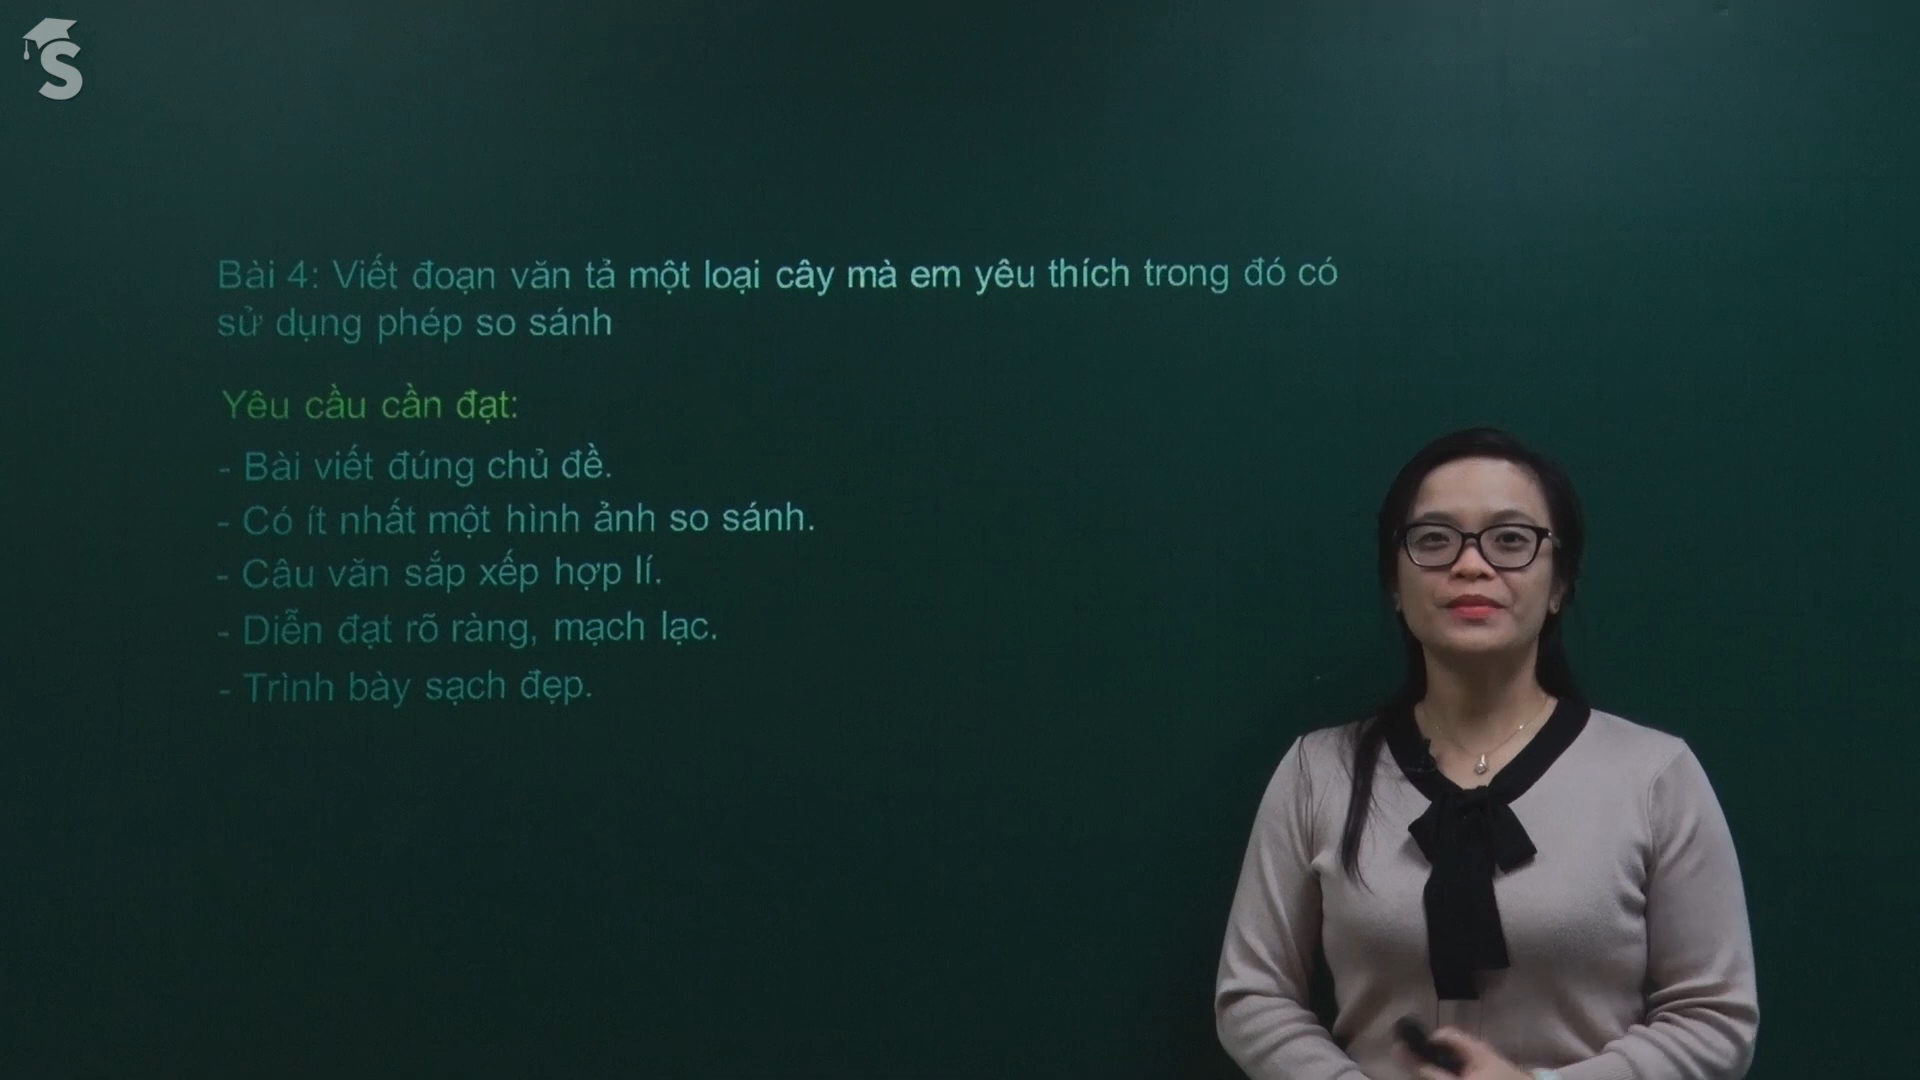 S
Bài 4: Viết đoạn văn tả một loại cây mà em yêu thích trong đó có
sử dụng phép so sánh
Yêu cầu cần đạt:
- Bài viết đúng chủ đề.
- Có ít nhất một hình ảnh so sánh.
- Câu văn sắp xếp hợp lí.
- Diễn đạt rõ ràng, mạch lạc.
- Trình bày sạch đẹp.